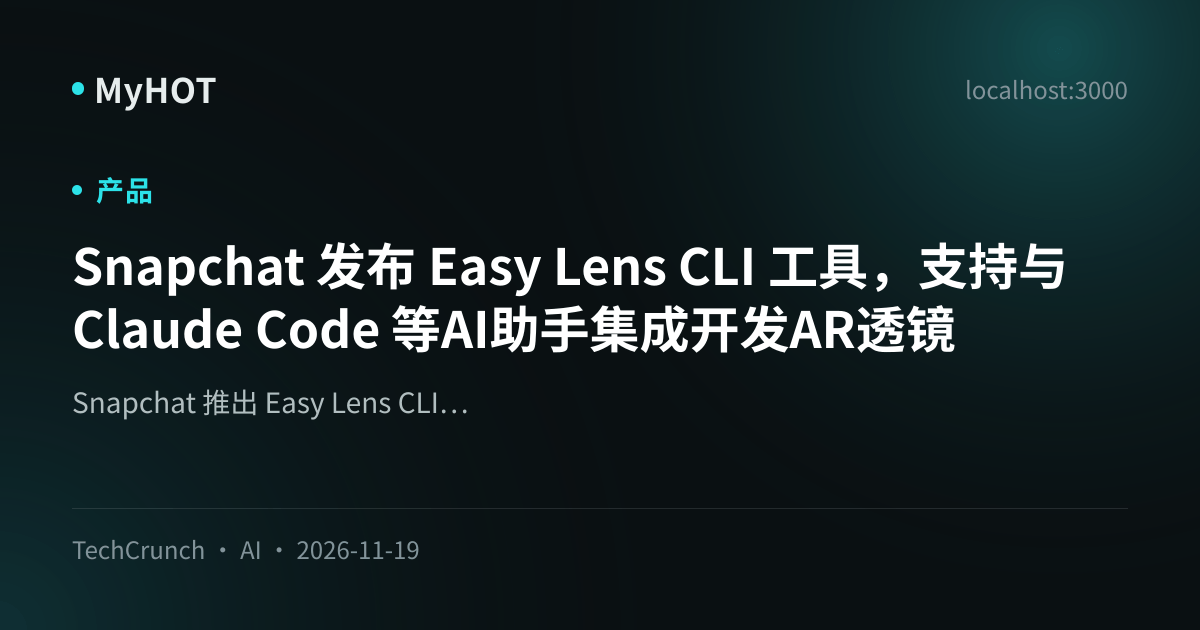 MyHOT
localhost:3000
产品
Snapchat 发布 Easy Lens CLI 工具，支持与
Claude Code 等AI助手集成开发AR透镜
Snapchat 推出 Easy Lens CLI…
TechCrunch · AI · 2026-11-19